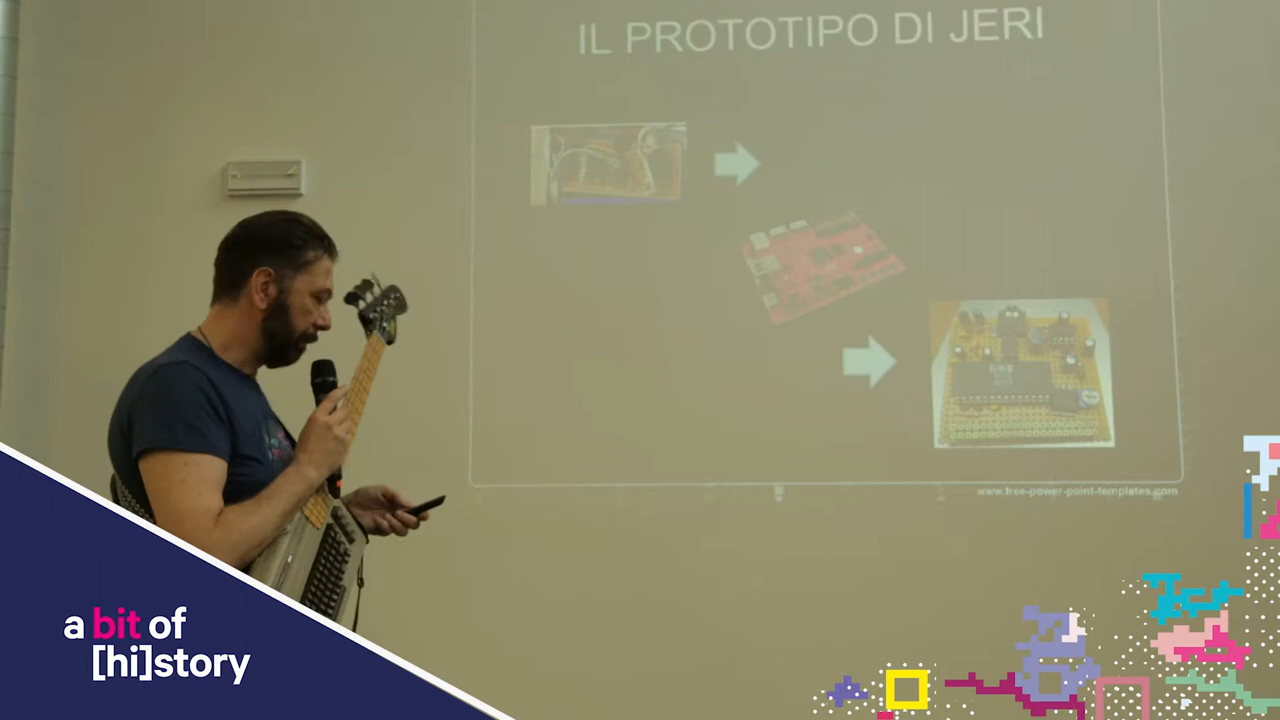 IL PROTOTIPO DI JERI
www.free-power-point-templates.com
a bit of
[hi]story